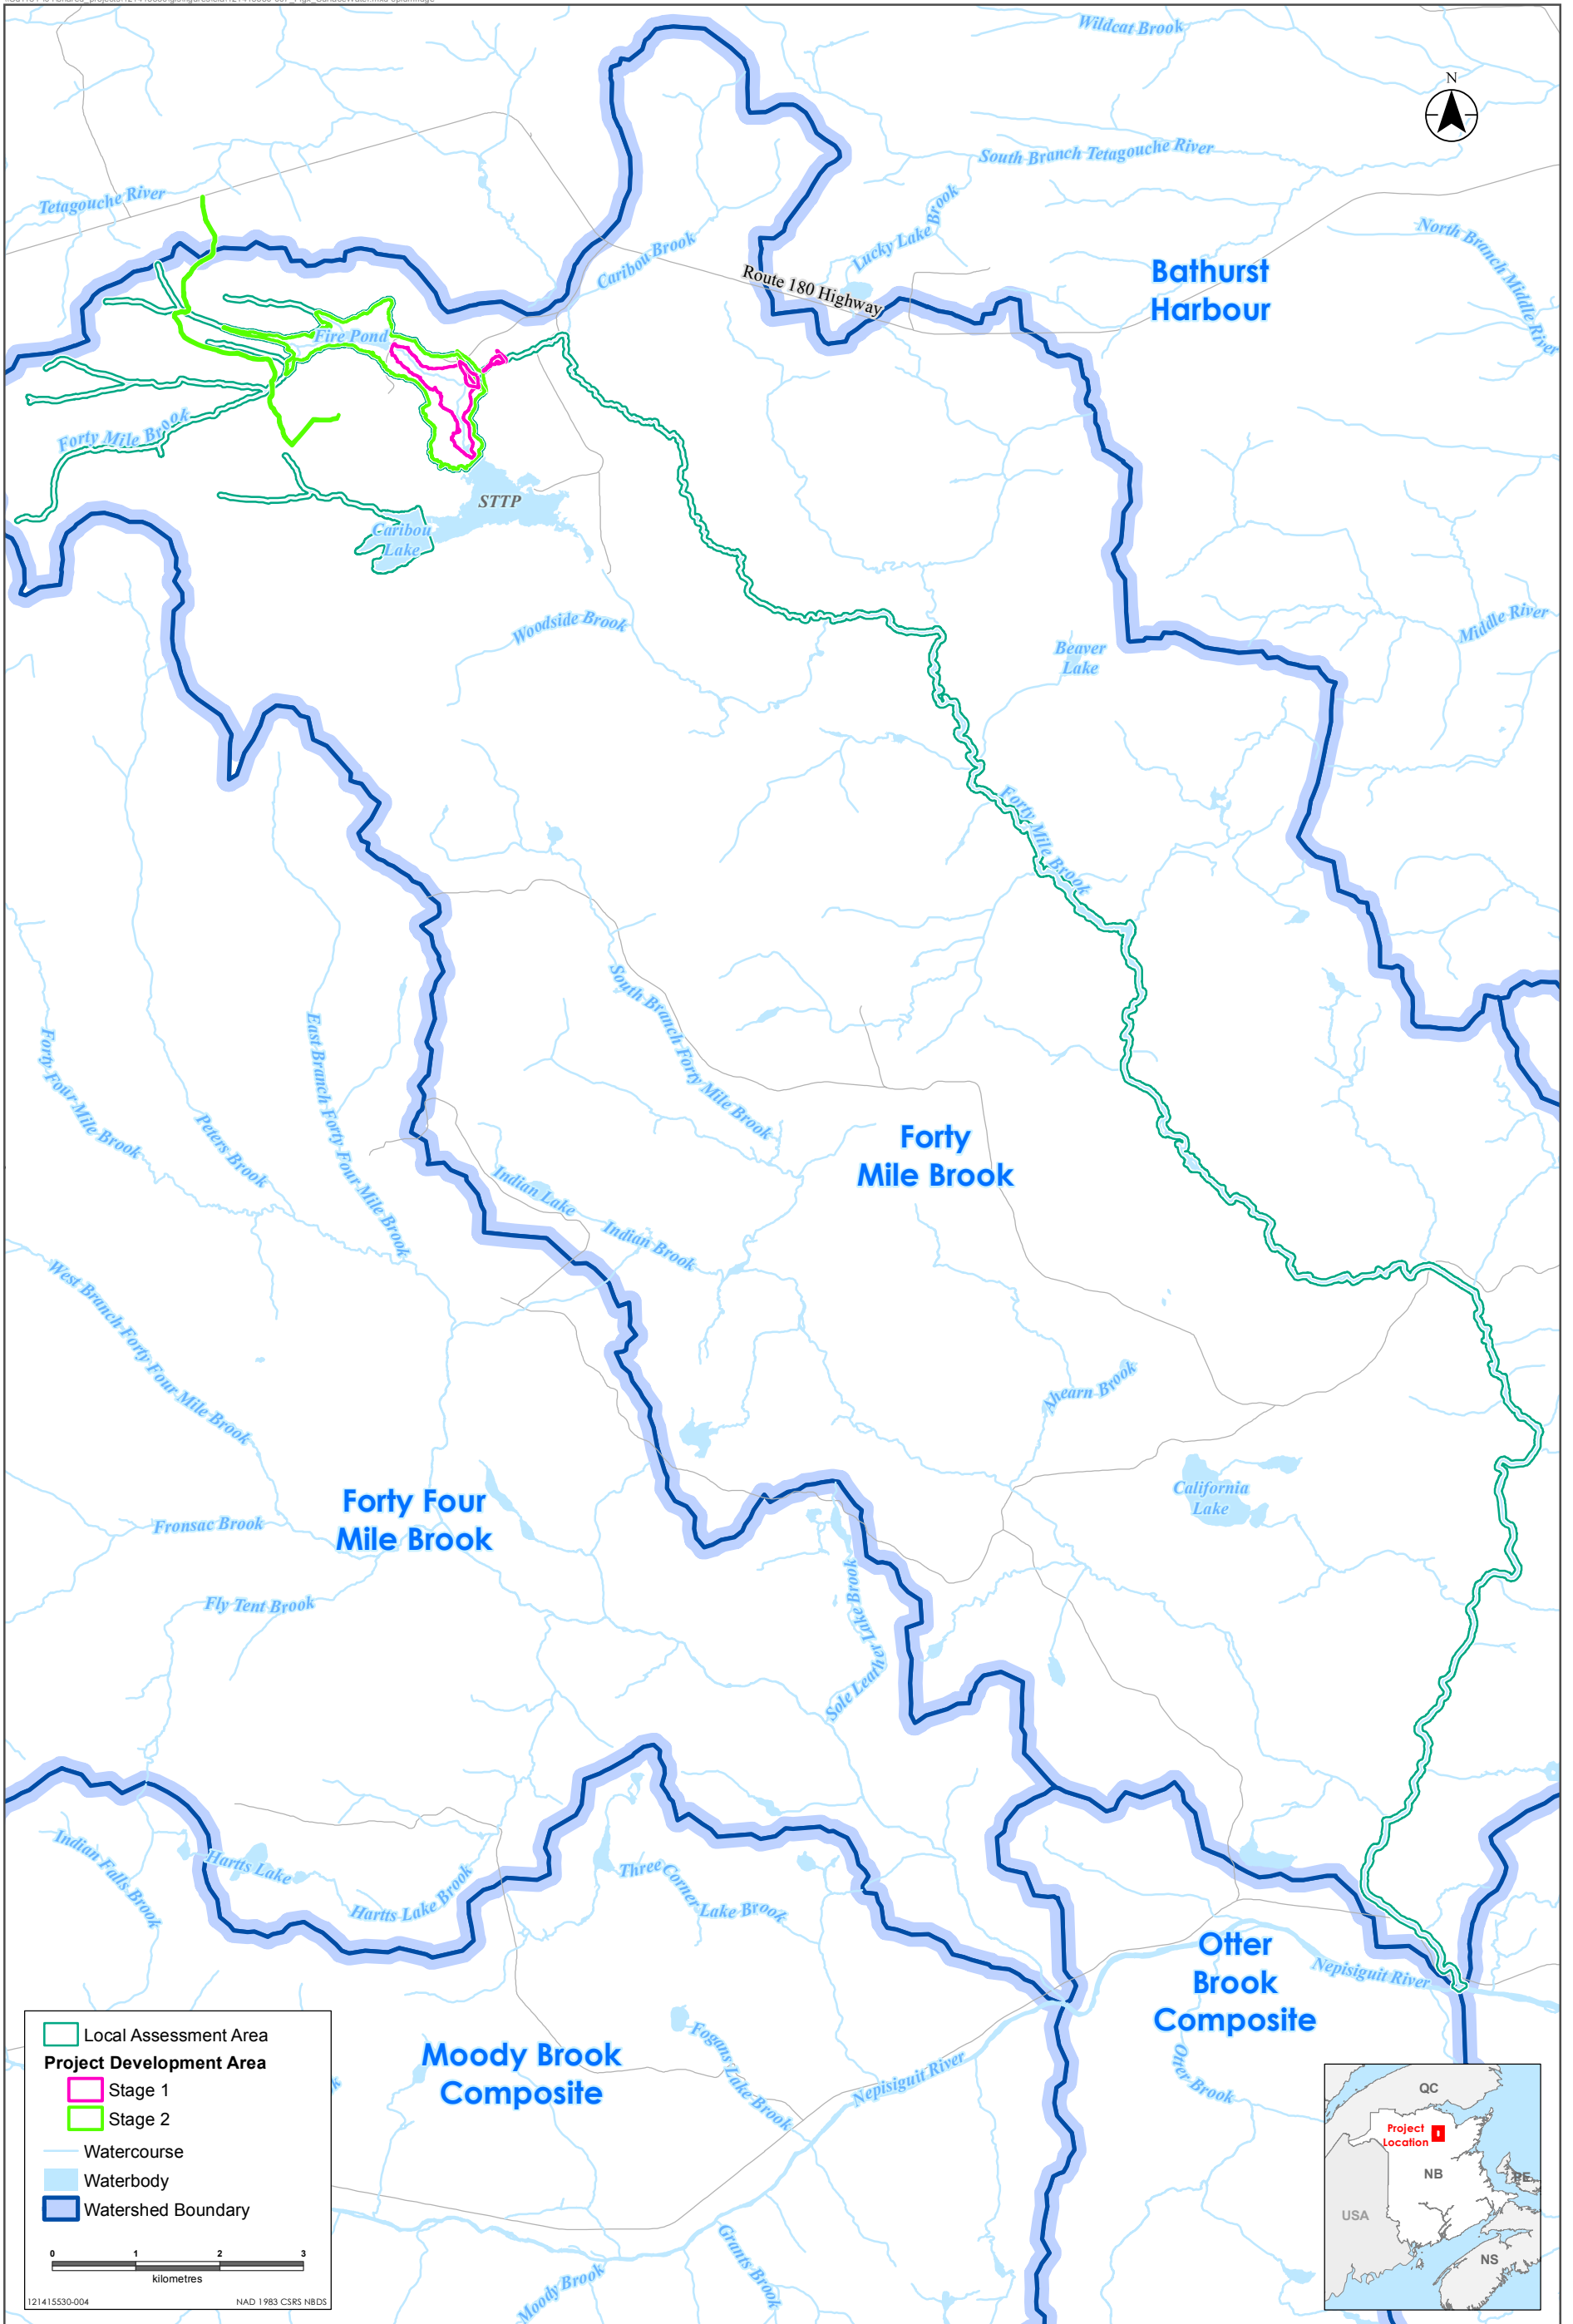 Wildcat Brook
N
South Branch Tetagouche River
Tetagouche River
Lucky Lake Brook
North Branch Middle River
Caribou Brook
Route 180 Highway
Bathurst
Harbour
Fire Pond
Forty Mile Brook
STTP
Caribou
Lake
Woodside Brook
Middle River
Beaver
Lake
Forty Mile Brook
South Branch Forty Mile Brook
Forty Four Mile Brook
Peters Brook
East Branch Forty Four Mile Brook
Forty
Mile Brook
Indian Lake
Indian Brook
West Branch Forty Four Mile Brook
Ahearn Brook
California
Lake
Forty Four
Mile Brook
Fronsac Brook
Fly Tent Brook
Sole Leather Lake Brook
Indian Falls Brook
Hartts Lake
Hartts Lake Brook
Three Corner Lake Brook
Otter
Brook
Composite
Nepisiguit River
Moody Brook
Composite
Fogans Lake Brook
Nepisiguit River
Otter Brook
Grants Brook
Moody Brook
Local Assessment Area
Project Development Area
Stage 1
Stage 2
Watercourse
Waterbody
Watershed Boundary
0 1 2 3
kilometres
121415530-004 NAD 1983 CSRS NBDS
QC
Project
Location
NB
PE
USA
NS